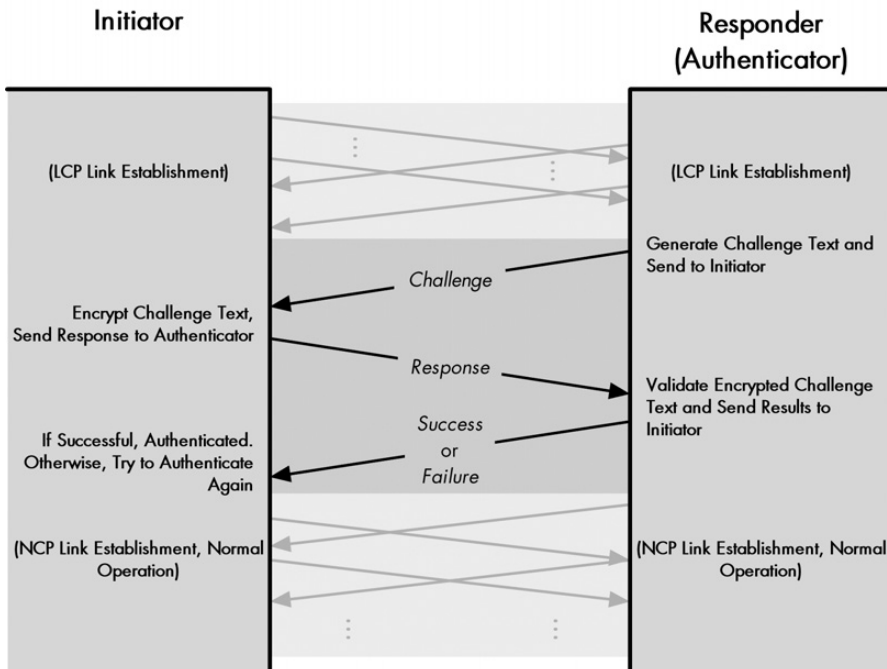 Initiator
Responder
(Authenticator)
(LCP Link Establishment)
(LCP Link Establishment)
Generate Challenge Text and
Send to Initiator
Challenge
Encrypt Challenge Text,
Send Response to Authenticator
Response
Validate Encrypted Challenge
Text and Send Results to
Initiator
Success
or
Failure
If Successful, Authenticated.
Otherwise, Try to Authenticate
Again
(NCP Link Establishment, Normal
Operation)
(NCP Link Establishment, Normal
Operation)